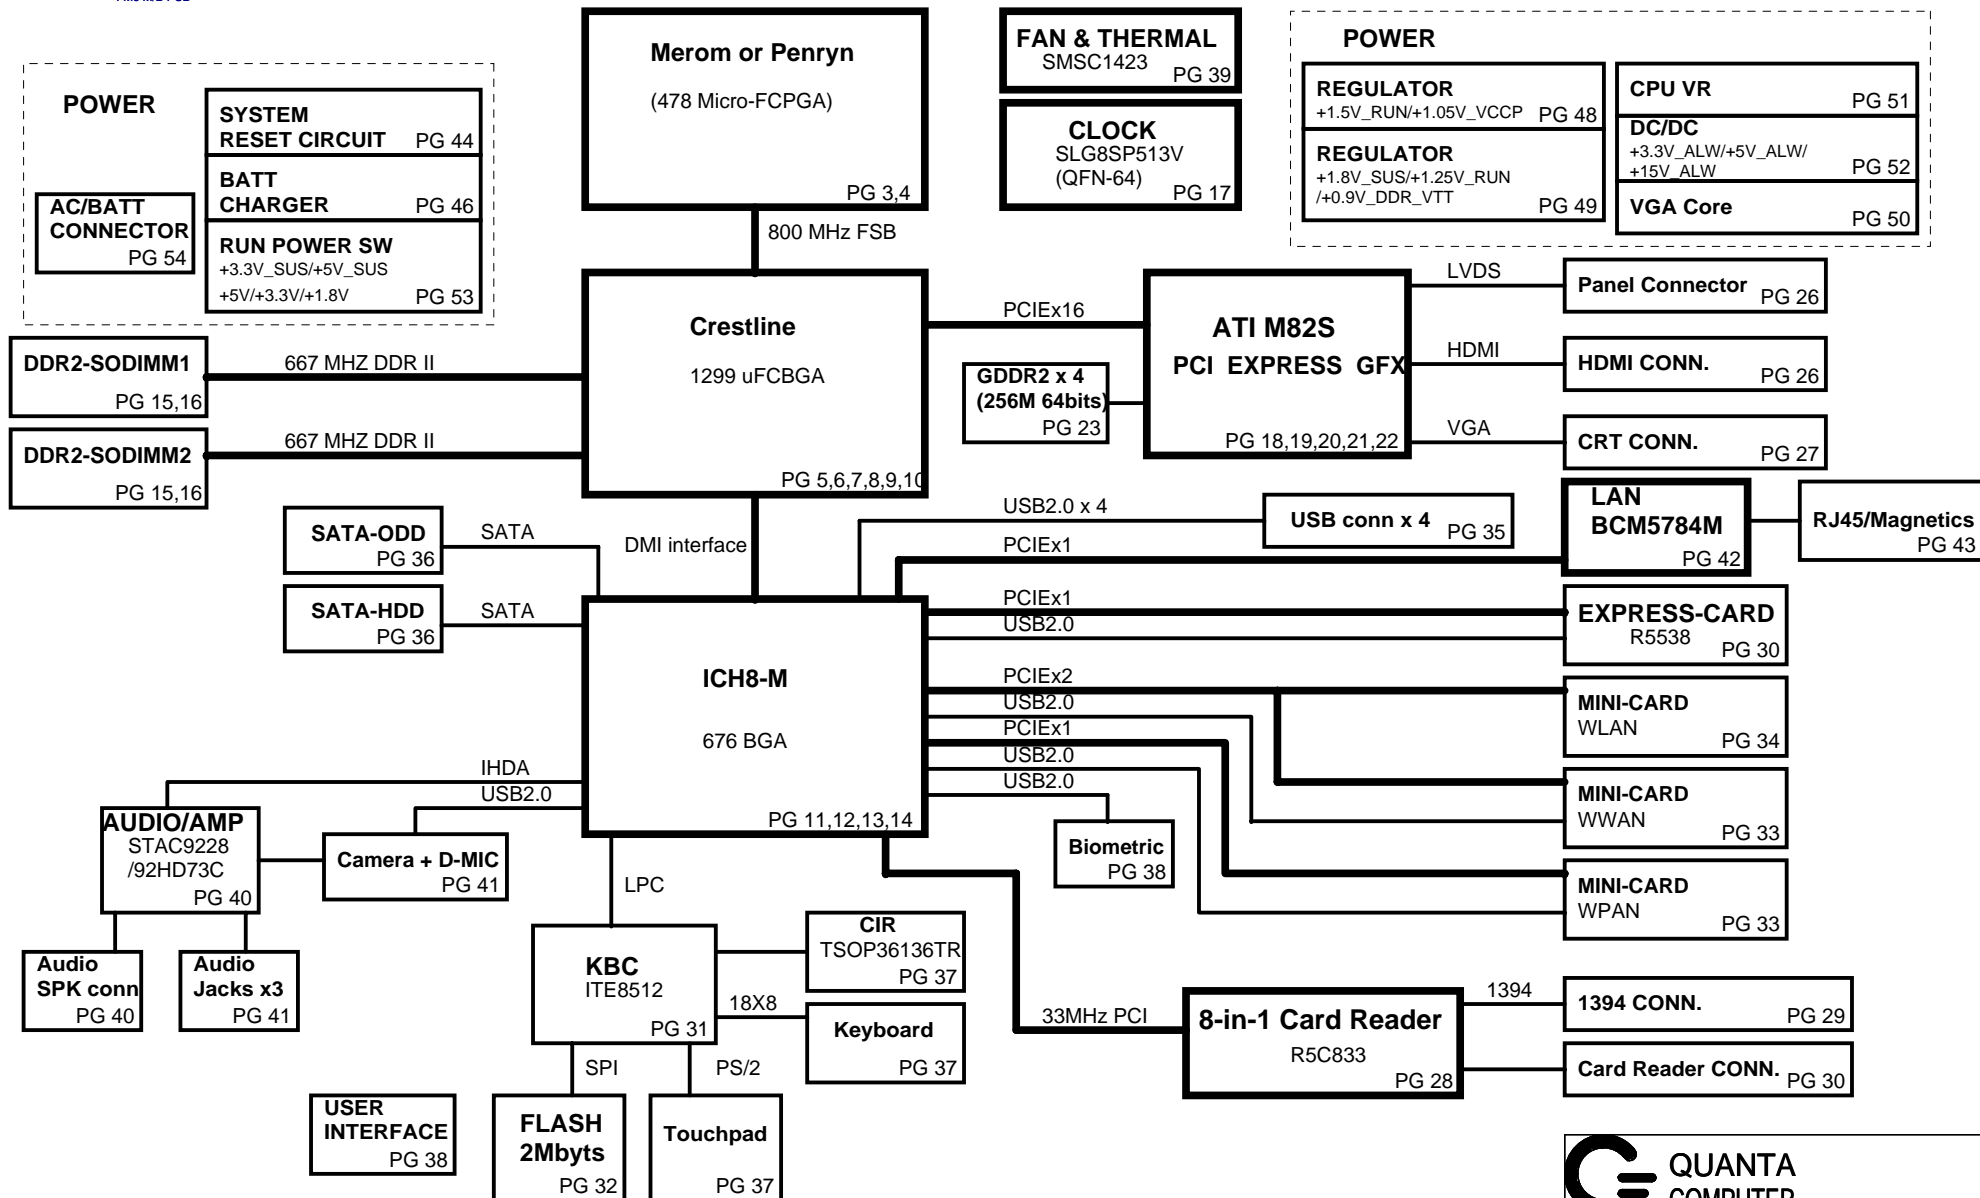 POWER
SYSTEM
RESET CIRCUIT PG 44
BATT
CHARGER PG 46
AC/BATT
CONNECTOR
PG 54
RUN POWER SW
+3.3V_SUS/+5V_SUS
+5V/+3.3V/+1.8V PG 53
Merom or Penryn
(478 Micro-FCPGA)
PG 3,4
800 MHz FSB
FAN & THERMAL
SMSC1423
PG 39
CLOCK
SLG8SP513V
(QFN-64)
PG 17
POWER
REGULATOR
+1.5V_RUN/+1.05V_VCCP PG 48
REGULATOR
+1.8V_SUS/+1.25V_RUN
/+0.9V_DDR_VTT
PG 49
CPU VR
PG 51
DC/DC
+3.3V_ALW/+5V_ALW/
+15V_ALW PG 52
VGA Core
PG 50
DDR2-SODIMM1
PG 15,16
667 MHZ DDR II
DDR2-SODIMM2
PG 15,16
667 MHZ DDR II
Crestline
1299 uFCBGA
PG 5,6,7,8,9,10
PCIEx16
GDDR2 x 4
(256M 64bits)
PG 23
ATI M82S
PCI EXPRESS GFX
PG 18,19,20,21,22
LVDS
Panel Connector
PG 26
HDMI
HDMI CONN.
PG 26
VGA
CRT CONN.
PG 27
SATA-ODD
PG 36
SATA
SATA-HDD
PG 36
SATA
DMI interface
USB2.0 x 4
USB conn x 4
PG 35
PCIEx1
LAN
BCM5784M
PG 42
RJ45/Magnetics
PG 43
ICH8-M
676 BGA
PG 11,12,13,14
PCIEx1
USB2.0
EXPRESS-CARD
R5538
PG 30
PCIEx2
USB2.0
PCIEx1
USB2.0
USB2.0
MINI-CARD
WLAN
PG 34
MINI-CARD
WWAN
PG 33
MINI-CARD
WPAN
PG 33
Biometric
PG 38
IHDA
USB2.0
AUDIO/AMP
STAC9228
/92HD73C
PG 40
Camera + D-MIC
PG 41
Audio
SPK conn
PG 40
Audio
Jacks x3
PG 41
LPC
KBC
ITE8512
PG 31
CIR
TSOP36136TR
PG 37
18X8
Keyboard
PG 37
SPI
PS/2
USER
INTERFACE
PG 38
FLASH
2Mbyts
PG 32
Touchpad
PG 37
33MHz PCI
8-in-1 Card Reader
R5C833
PG 28
1394
1394 CONN.
PG 29
Card Reader CONN.
PG 30
QUANTA
COMPUTER